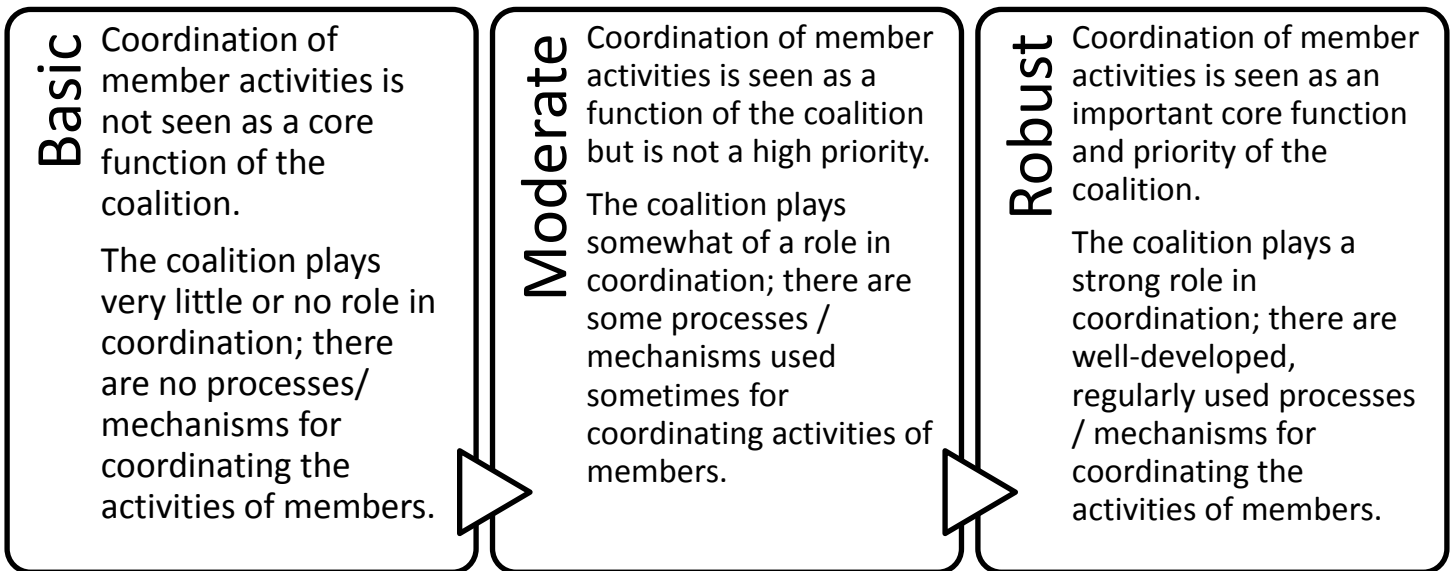 Basic
Coordination of
member activities is
not seen as a core
function of the
coalition.
The coalition plays
very little or no role in
coordination; there
are no processes/
mechanisms for
coordinating the
activities of members.
Moderate
Coordination of member
activities is seen as a
function of the coalition
but is not a high priority.
The coalition plays
somewhat of a role in
coordination; there are
some processes /
mechanisms used
sometimes for
coordinating activities of
members.
Robust
Coordination of member
activities is seen as an
important core function
and priority of the
coalition.
The coalition plays a
strong role in
coordination; there are
well-developed,
regularly used processes
/ mechanisms for
coordinating the
activities of members.